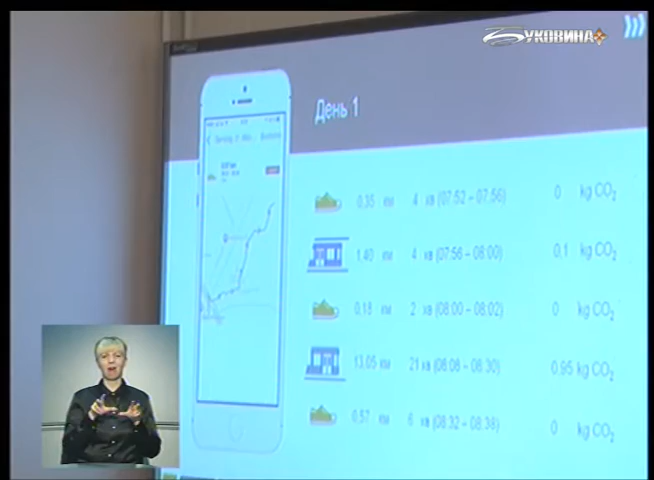 БУКОВИНА
День 1
0,35 км 4 хв (07:52 – 07:56) 0 kg CO2
1,40 км 4 хв (07:56 – 08:00) 0,1 kg CO2
0,18 км 2 хв (08:00 – 08:02) 0 kg CO2
13,05 км 21 хв (08:08 – 08:30) 0.95 kg CO2
0,57 км 6 хв (08:32 – 08:38) 0 kg CO2